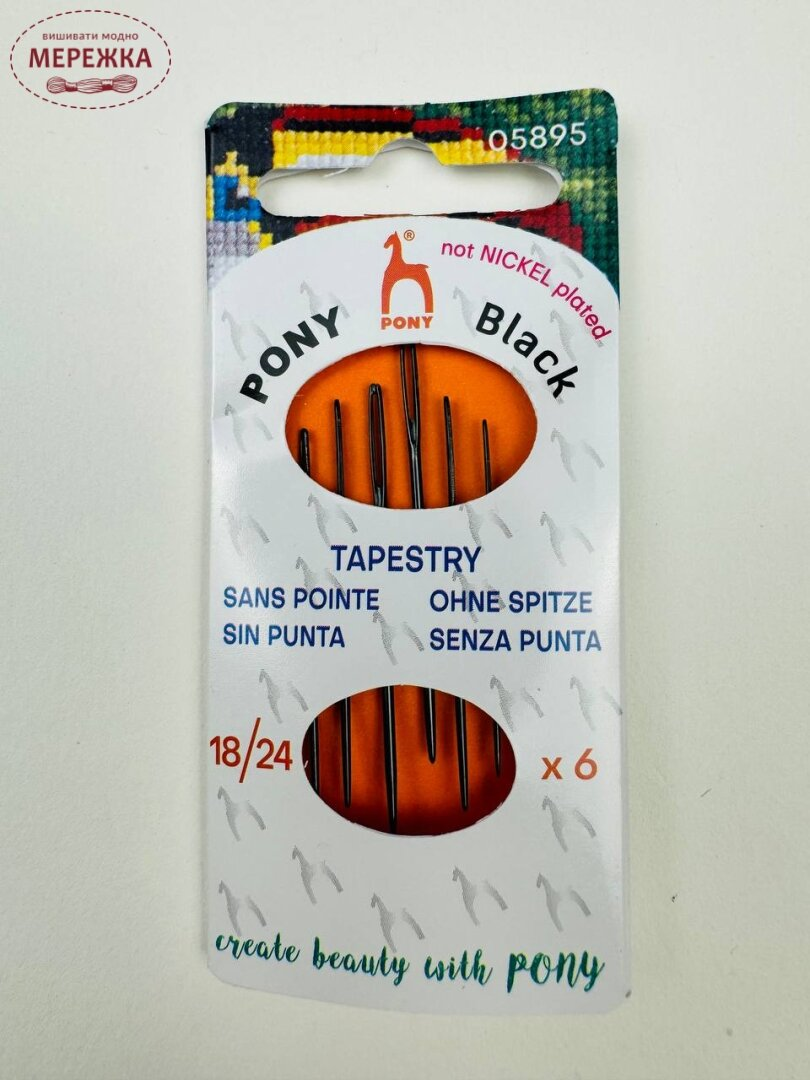 вишивати модно
МЕРЕЖКА
05895
®
not NICKEL plated
PONY
PONY Black
TAPESTRY
SANS POINTE OHNE SPITZE
SIN PUNTA SENZA PUNTA
18/24 x 6
create beauty with PONY